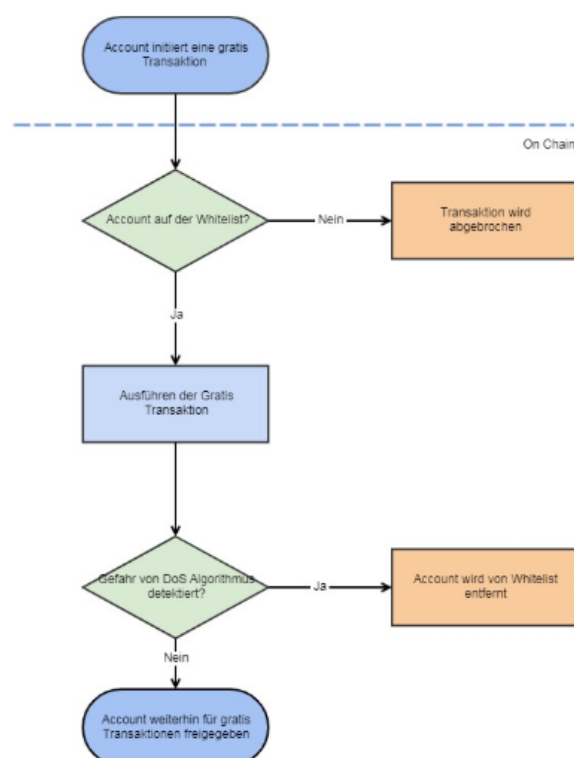 Account initiiert eine gratis
Transaktion
On Chain
Account auf der Whitelist?
Nein
Transaktion wird
abgebrochen
Ja
Ausführen der Gratis
Transaktion
Gefahr von DoS Algorithmus
detektiert?
Ja
Account wird von Whitelist
entfernt
Nein
Account weiterhin für gratis
Transaktionen freigegeben